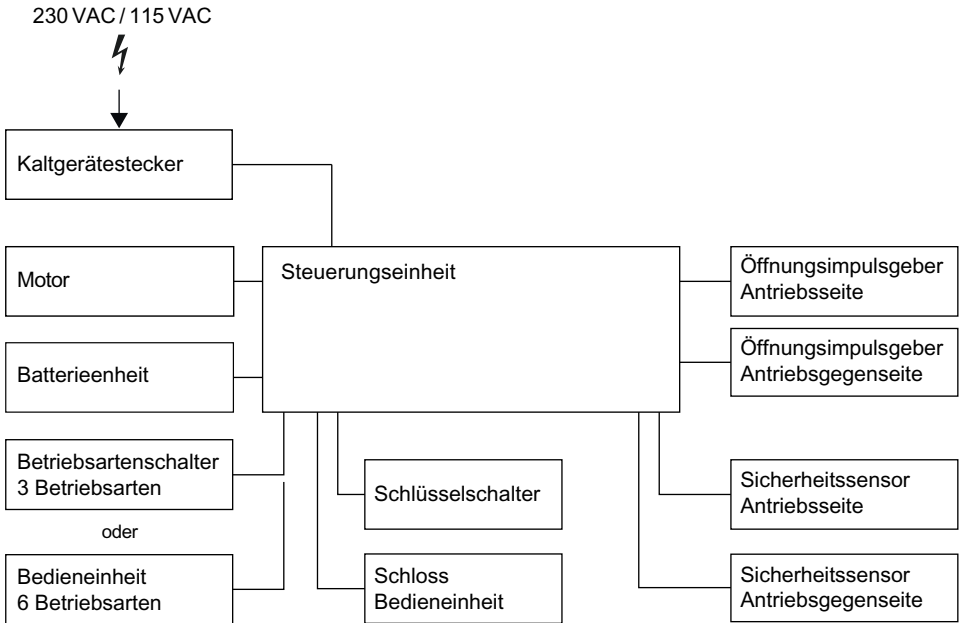 230 VAC / 115 VAC
Kaltgerätestecker
Motor
Steuerungseinheit
Öffnungsimpulsgeber
Antriebsseite
Batterieenheit
Öffnungsimpulsgeber
Antriebsgegenseite
Betriebsartenschalter
3 Betriebsarten
oder
Bedieneinheit
6 Betriebsarten
Schlüsselschalter
Schloss
Bedieneinheit
Sicherheitssensor
Antriebsseite
Sicherheitssensor
Antriebsgegenseite